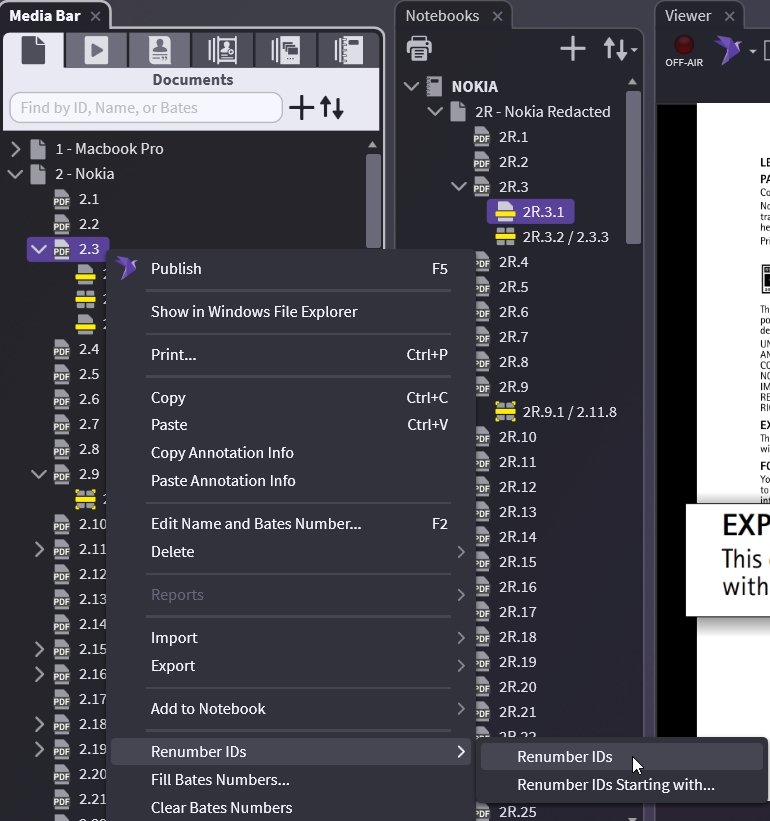 Media Bar
Documents
Find by ID, Name, or Bates
1 - Macbook Pro
2 - Nokia
2.1
2.2
2.3
2.4
2.5
2.6
2.7
2.8
2.9
2.10
2.11
2.12
2.13
2.14
2.15
2.16
2.17
2.18
2.19
2.20
2.21
Publish F5
Show in Windows File Explorer
Print... Ctrl+P
Copy Ctrl+C
Paste Ctrl+V
Copy Annotation Info
Paste Annotation Info
Edit Name and Bates Number... F2
Delete
Reports
Import
Export
Add to Notebook
Renumber IDs
Fill Bates Numbers...
Clear Bates Numbers
Renumber IDs
Renumber IDs Starting with...
Notebooks
NOKIA
2R - Nokia Redacted
2R.1
2R.2
2R.3
2R.3.1
2R.3.2 / 2.3.3
2R.4
2R.5
2R.6
2R.7
2R.8
2R.9
2R.9.1 / 2.11.8
2R.10
2R.11
2R.12
2R.13
2R.14
2R.15
2R.16
2R.17
2R.18
2R.19
2R.20
2R.21
2R.22
2R.25
Viewer
OFF-AIR
EXP
This
with